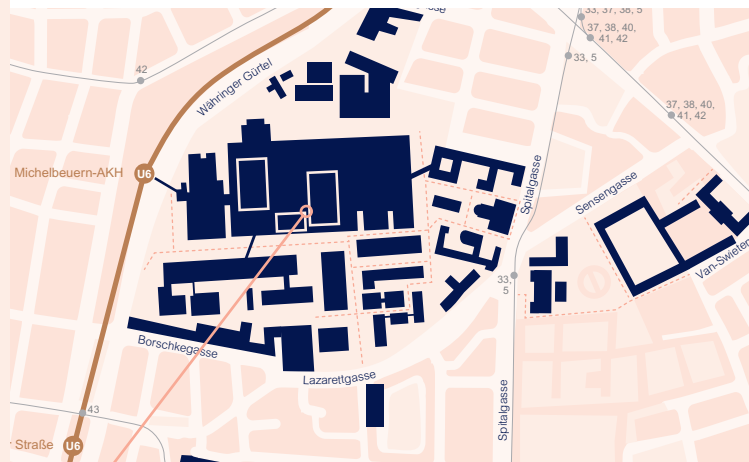 33, 37, 38, 5
37, 38, 40,
41, 42
33, 5
42
Währinger Gürtel
37, 38, 40,
41, 42
Michelbeuern-AKH
U6
Spitalgasse
Sensengasse
Van-Swieten
33,
5
Borschkegasse
Lazarettgasse
Spitalgasse
43
Straße
U6